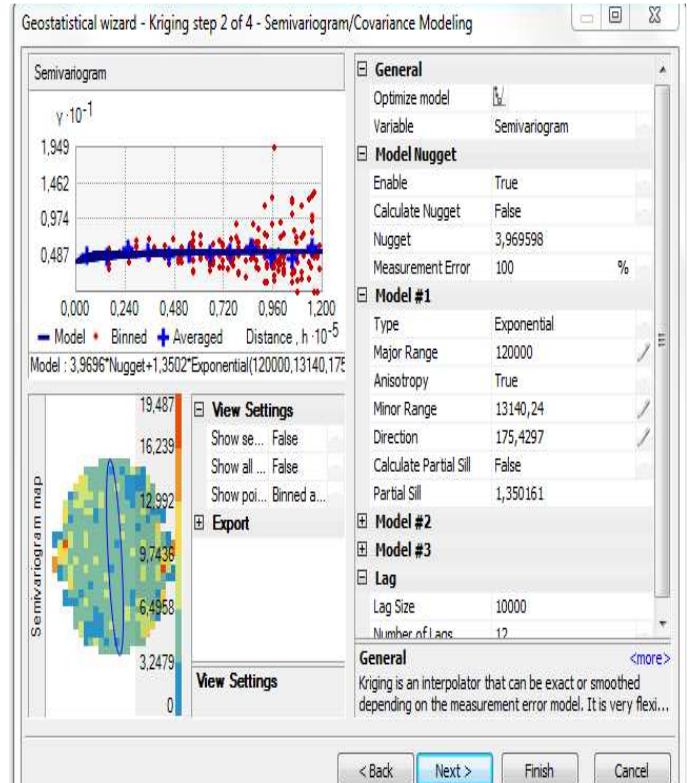 Geostatistical wizard - Kriging step 2 of 4 - Semivariogram/Covariance Modeling
Semivariogram
γ ·10⁻¹
1,949
1,462
0,974
0,487
0,000 0,240 0,480 0,720 0,960 1,200
Model Binned Averaged Distance , h ·10⁻⁵
Model : 3,9696*Nugget+1,3502*Exponential(120000,13140,175
Semivariogram map
19,487
16,239
12,992
9,7436
6,4958
3,2479
0
View Settings
Show se... False
Show all ... False
Show poi... Binned a...
Export
View Settings
General
Optimize model
Variable Semivariogram
Model Nugget
Enable True
Calculate Nugget False
Nugget 3,969598
Measurement Error 100 %
Model #1
Type Exponential
Major Range 120000
Anisotropy True
Minor Range 13140,24
Direction 175,4297
Calculate Partial Sill False
Partial Sill 1,350161
Model #2
Model #3
Lag
Lag Size 10000
Number of Lags 12
General <more>
Kriging is an interpolator that can be exact or smoothed
depending on the measurement error model. It is very flexi...
< Back Next > Finish Cancel